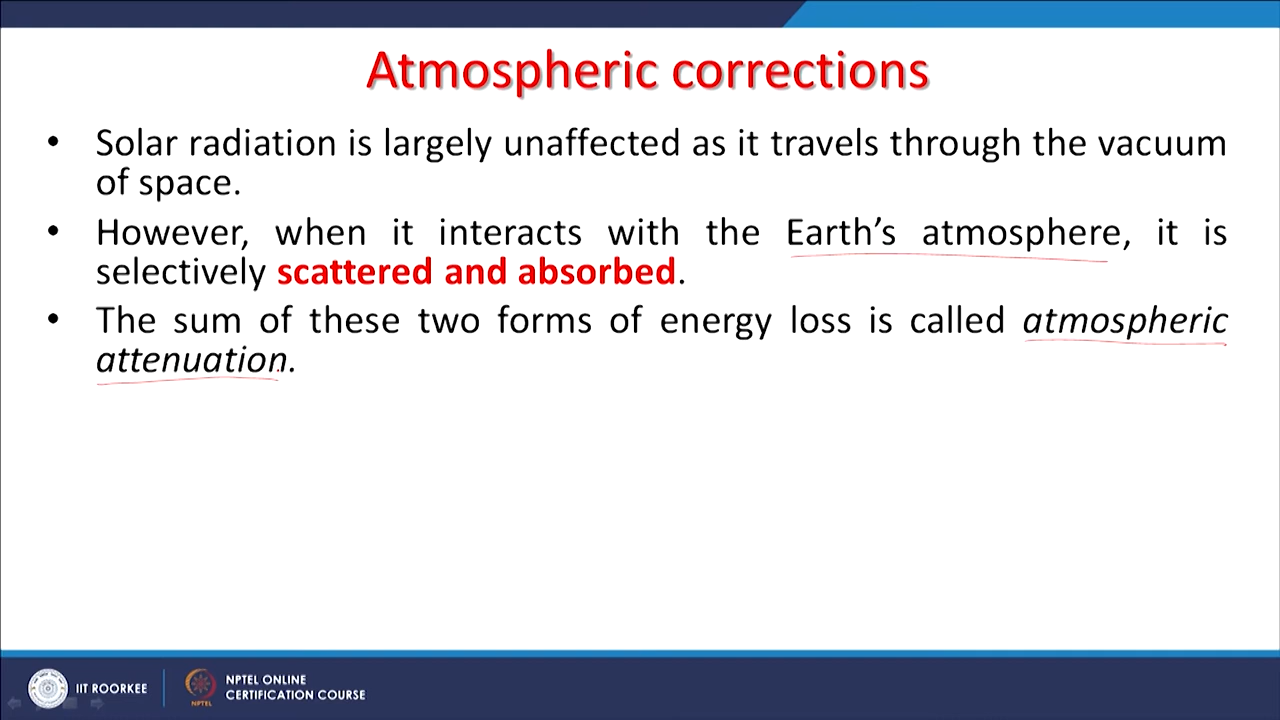 Atmospheric corrections
• Solar radiation is largely unaffected as it travels through the vacuum
of space.
• However, when it interacts with the Earth’s atmosphere, it is
selectively scattered and absorbed.
• The sum of these two forms of energy loss is called atmospheric
attenuation.
IIT ROORKEE
NPTEL
NPTEL ONLINE
CERTIFICATION COURSE